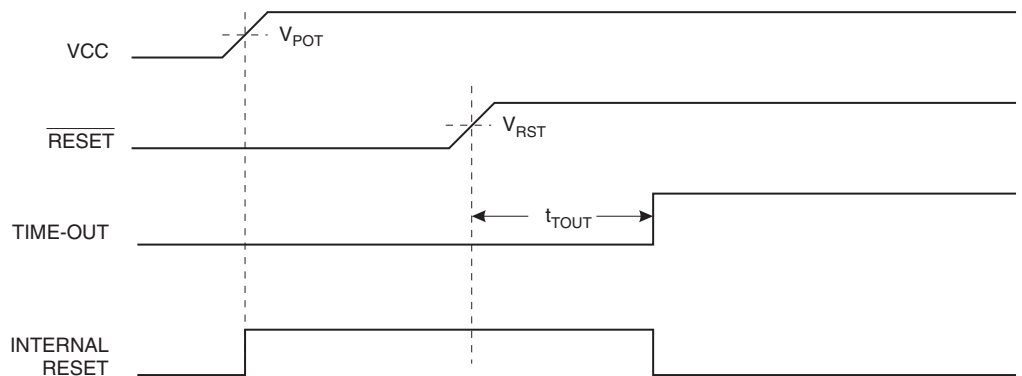 VCC
VPOT
RESET
VRST
TIME-OUT
tTOUT
INTERNAL
RESET